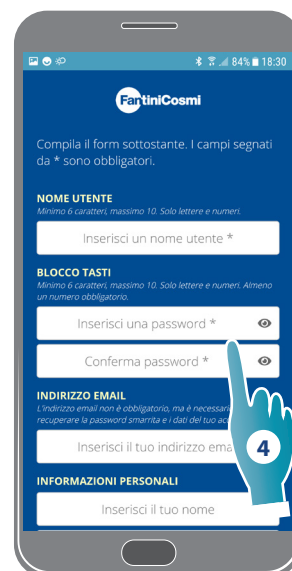 84% 18:30
FantiniCosmi
Compila il form sottostante. I campi segnati
da * sono obbligatori.
NOME UTENTE
Minimo 6 caratteri, massimo 10. Solo lettere e numeri.
Inserisci un nome utente *
BLOCCO TASTI
Minimo 6 caratteri, massimo 10. Solo lettere e numeri. Almeno
un numero obbligatorio.
Inserisci una password *
Conferma password *
INDIRIZZO EMAIL
L'indirizzo email non è obbligatorio, ma è necessari
recuperare la password smarrita e i dati del tuo ac
Inserisci il tuo indirizzo ema
4
INFORMAZIONI PERSONALI
Inserisci il tuo nome